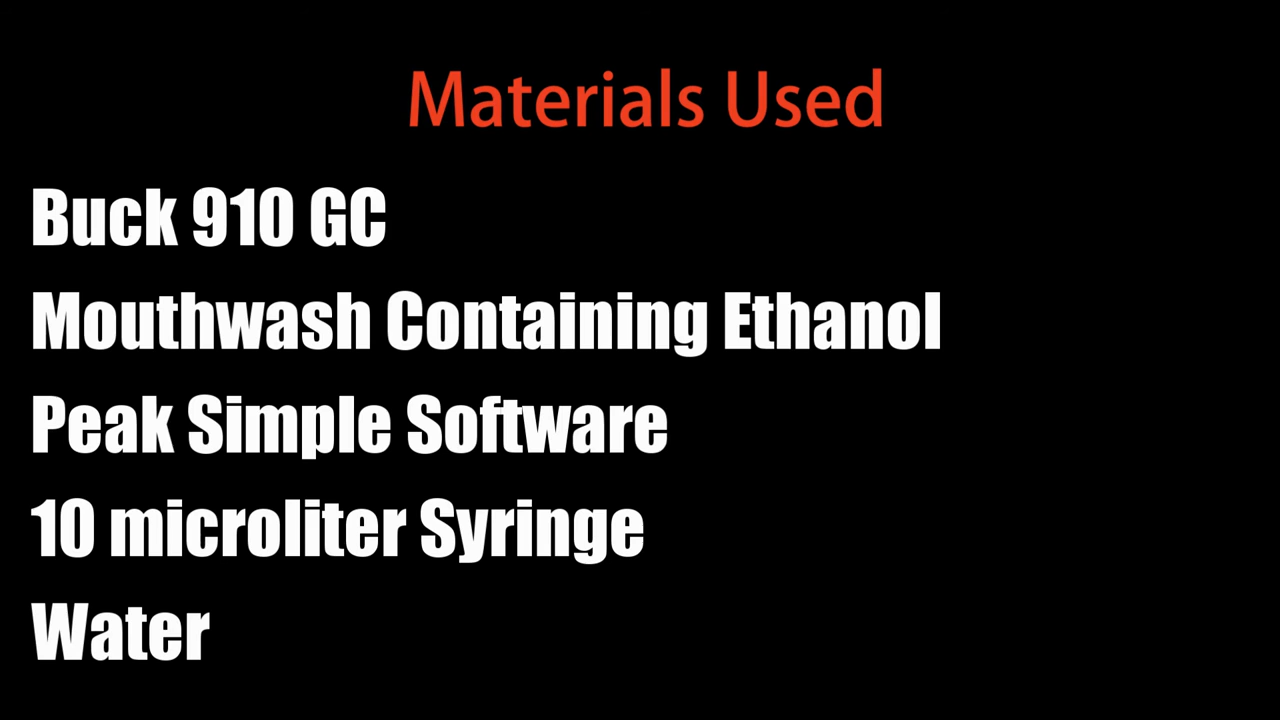 Materials Used
Buck 910 GC
Mouthwash Containing Ethanol
Peak Simple Software
10 microliter Syringe
Water